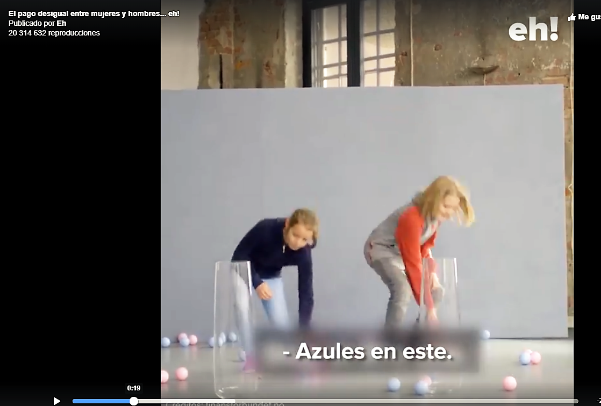 El pago desigual entre mujeres y hombres... eh!
Publicado por Eh
20 314 632 reproducciones
eh!
Me gu
- Azules en este.
0:19